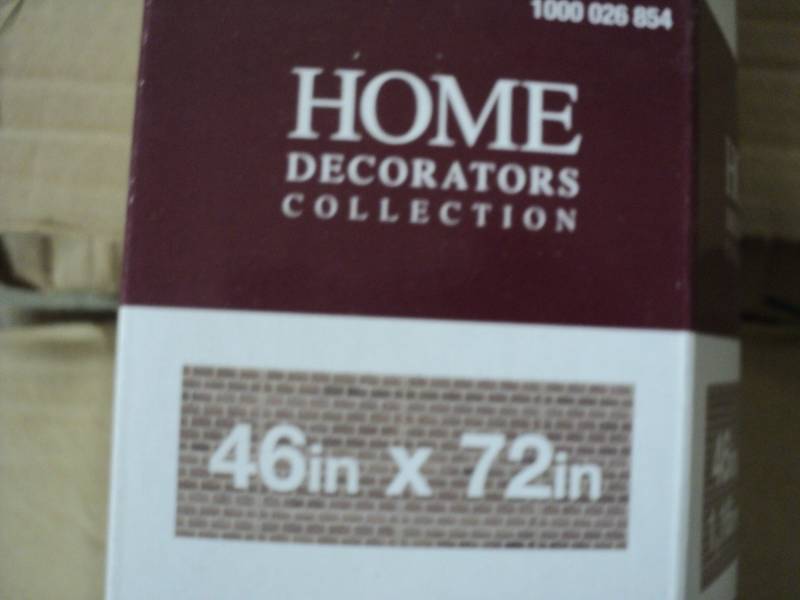 1000 026 854
HOME
DECORATORS
COLLECTION
46in x 72in